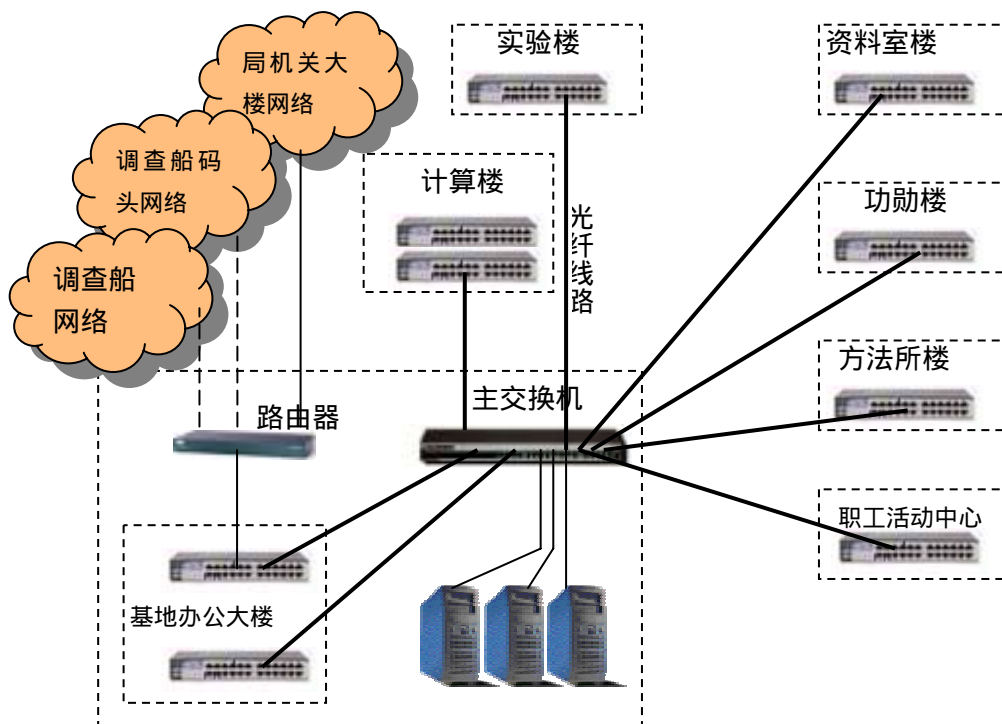 局机关大
楼网络
调查船码
头网络
调查船
网络
实验楼
资料室楼
计算楼
光纤线路
功勋楼
方法所楼
职工活动中心
路由器
主交换机
基地办公大楼